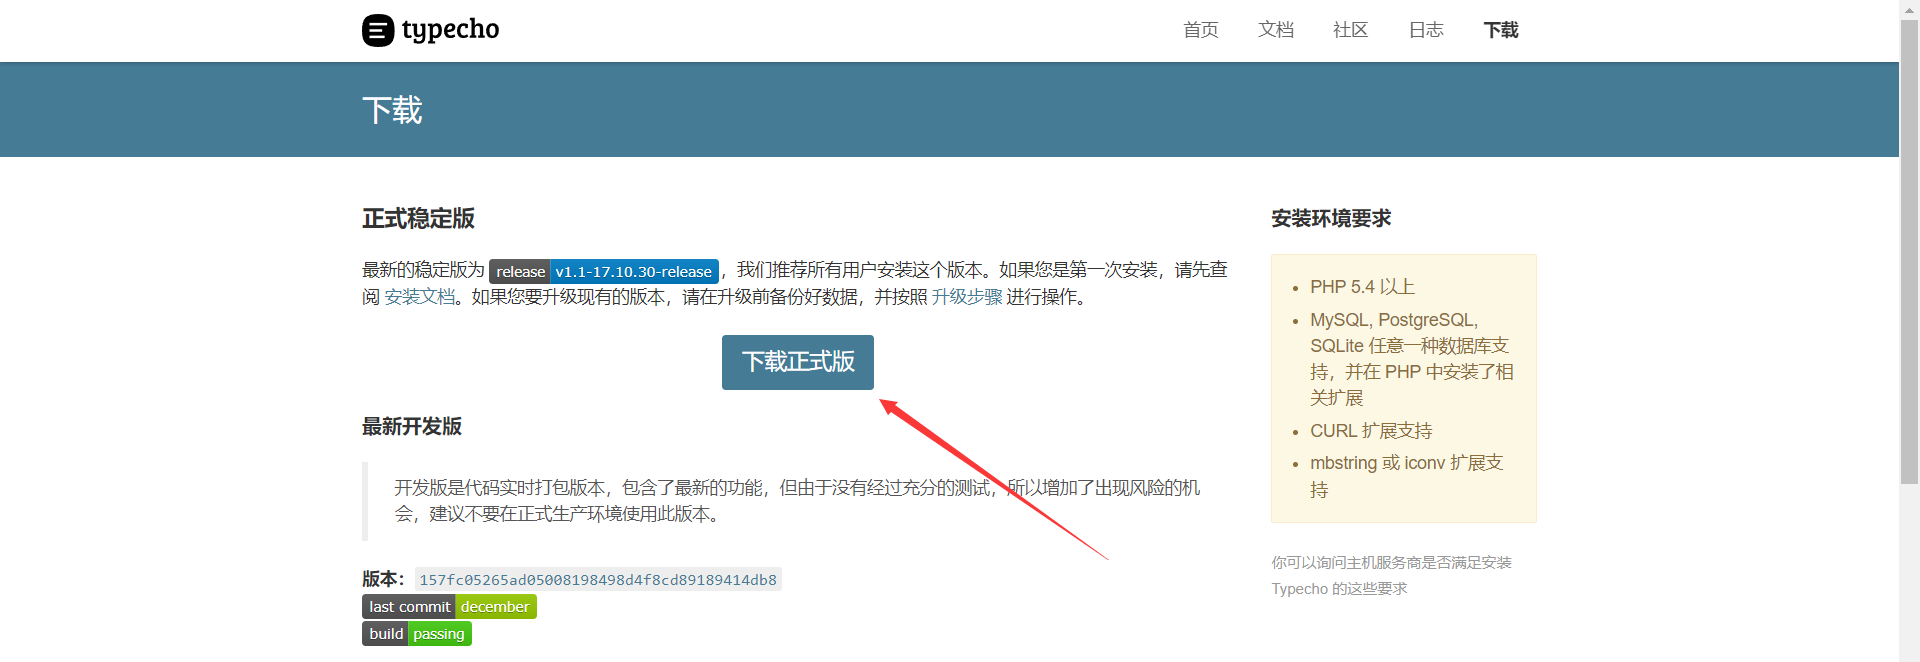 typecho
首页 文档 社区 日志 下载
下载
正式稳定版
最新的稳定版为 release v1.1-17.10.30-release ，我们推荐所有用户安装这个版本。如果您是第一次安装，请先查
阅 安装文档。如果您要升级现有的版本，请在升级前备份好数据，并按照 升级步骤 进行操作。
下载正式版
最新开发版
开发版是代码实时打包版本，包含了最新的功能，但由于没有经过充分的测试，所以增加了出现风险的机
会，建议不要在正式生产环境使用此版本。
版本： 157fc05265ad05008198498d4f8cd89189414db8
last commit december
build passing
安装环境要求
• PHP 5.4 以上
• MySQL, PostgreSQL,
SQLite 任意一种数据库支
持，并在 PHP 中安装了相
关扩展
• CURL 扩展支持
• mbstring 或 iconv 扩展支
持
你可以询问主机服务商是否满足安装
Typecho 的这些要求